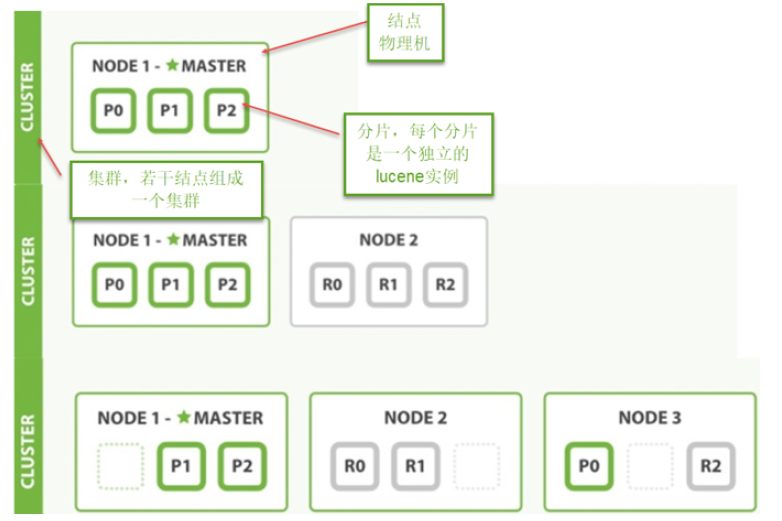 结点
物理机
CLUSTER
NODE 1 - ★ MASTER
P0 P1 P2
分片，每个分片
是一个独立的
lucene实例
集群，若干结点组成
一个集群
CLUSTER
NODE 1 - ★ MASTER
P0 P1 P2
NODE 2
R0 R1 R2
CLUSTER
NODE 1 - ★ MASTER
P1 P2
NODE 2
R0 R1
NODE 3
P0 R2